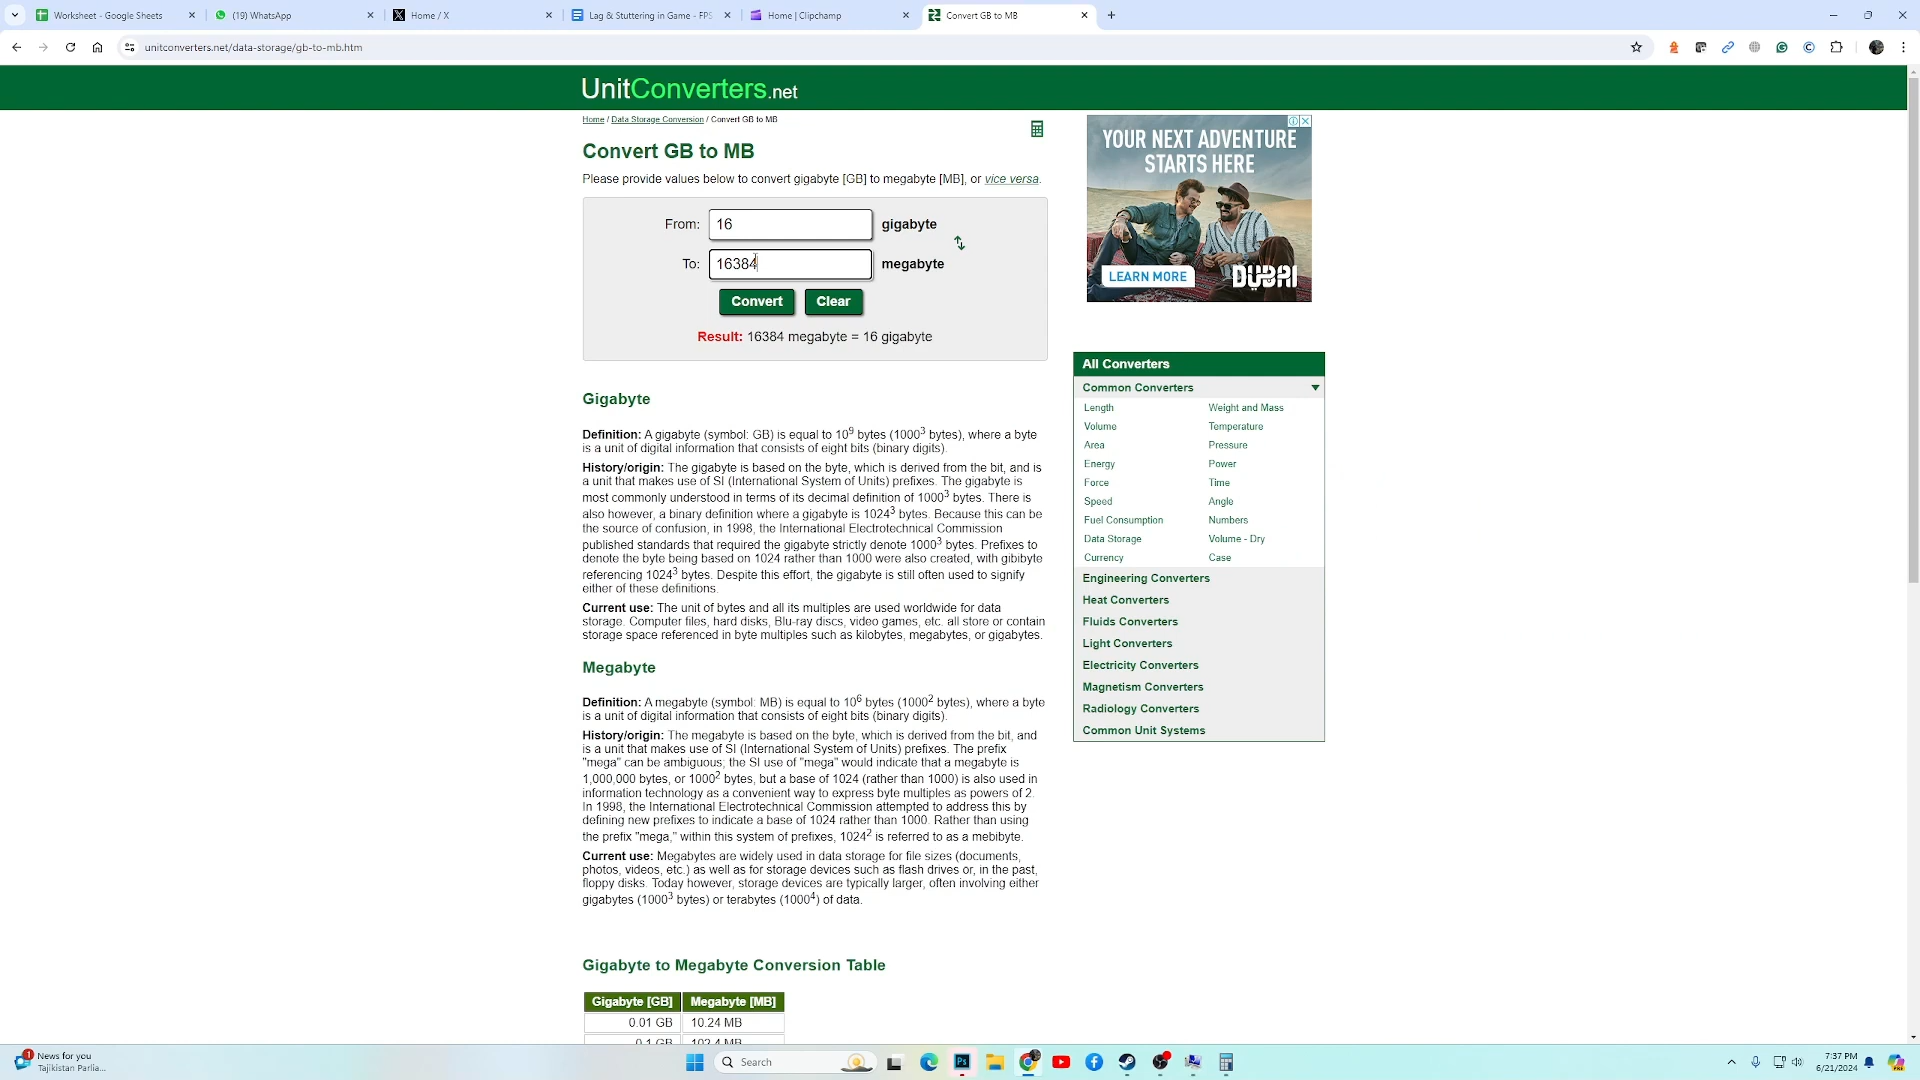 Worksheet - Google Sheets
(19) WhatsApp
Home / X
Lag & Stuttering in Game - FPS
Home | Clipchamp
Convert GB to MB
unitconverters.net/data-storage/gb-to-mb.htm
UnitConverters.net
Home / Data Storage Conversion / Convert GB to MB
Convert GB to MB
Please provide values below to convert gigabyte [GB] to megabyte [MB], or vice versa.
From: 16 gigabyte
To: 16384 megabyte
Convert Clear
Result: 16384 megabyte = 16 gigabyte
Gigabyte
Definition: A gigabyte (symbol: GB) is equal to 10⁹ bytes (1000³ bytes), where a byte
is a unit of digital information that consists of eight bits (binary digits).
History/origin: The gigabyte is based on the byte, which is derived from the bit, and is
a unit that makes use of SI (International System of Units) prefixes. The gigabyte is
most commonly understood in terms of its decimal definition of 1000³ bytes. There is
also however, a binary definition where a gigabyte is 1024³ bytes. Because this can be
the source of confusion, in 1998, the International Electrotechnical Commission
published standards that required the gigabyte strictly denote 1000³ bytes. Prefixes to
denote the byte being based on 1024 rather than 1000 were also created, with gibibyte
referencing 1024³ bytes. Despite this effort, the gigabyte is still often used to signify
either of these definitions.
Current use: The unit of bytes and all its multiples are used worldwide for data
storage. Computer files, hard disks, Blu-ray discs, video games, etc. all store or contain
storage space referenced in byte multiples such as kilobytes, megabytes, or gigabytes.
Megabyte
Definition: A megabyte (symbol: MB) is equal to 10⁶ bytes (1000² bytes), where a byte
is a unit of digital information that consists of eight bits (binary digits).
History/origin: The megabyte is based on the byte, which is derived from the bit, and
is a unit that makes use of SI (International System of Units) prefixes. The prefix
"mega" can be ambiguous; the SI use of "mega" would indicate that a megabyte is
1,000,000 bytes, or 1000² bytes, but a base of 1024 (rather than 1000) is also used in
information technology as a convenient way to express byte multiples as powers of 2.
In 1998, the International Electrotechnical Commission attempted to address this by
defining new prefixes to indicate a base of 1024 rather than 1000. Rather than using
the prefix "mega," within this system of prefixes, 1024² is referred to as a mebibyte.
Current use: Megabytes are widely used in data storage for file sizes (documents,
photos, videos, etc.) as well as for storage devices such as flash drives or, in the past,
floppy disks. Today however, storage devices are typically larger, often involving either
gigabytes (1000³ bytes) or terabytes (1000⁴) of data.
Gigabyte to Megabyte Conversion Table
Gigabyte [GB] Megabyte [MB]
0.01 GB 10.24 MB
0.1 GB 102.4 MB
YOUR NEXT ADVENTURE
STARTS HERE
LEARN MORE
DUBAI
All Converters
Common Converters
Length Weight and Mass
Volume Temperature
Area Pressure
Energy Power
Force Time
Speed Angle
Fuel Consumption Numbers
Data Storage Volume - Dry
Currency Case
Engineering Converters
Heat Converters
Fluids Converters
Light Converters
Electricity Converters
Magnetism Converters
Radiology Converters
Common Unit Systems
1
News for you
Tajikistan Parlia...
Search
Ps
7:37 PM
6/21/2024